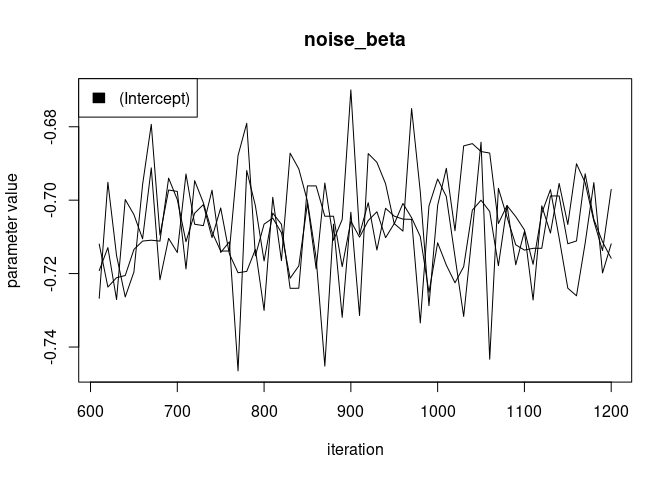 noise_beta
(Intercept)
-0.68
-0.70
-0.72
-0.74
parameter value
600 700 800 900 1000 1100 1200
iteration